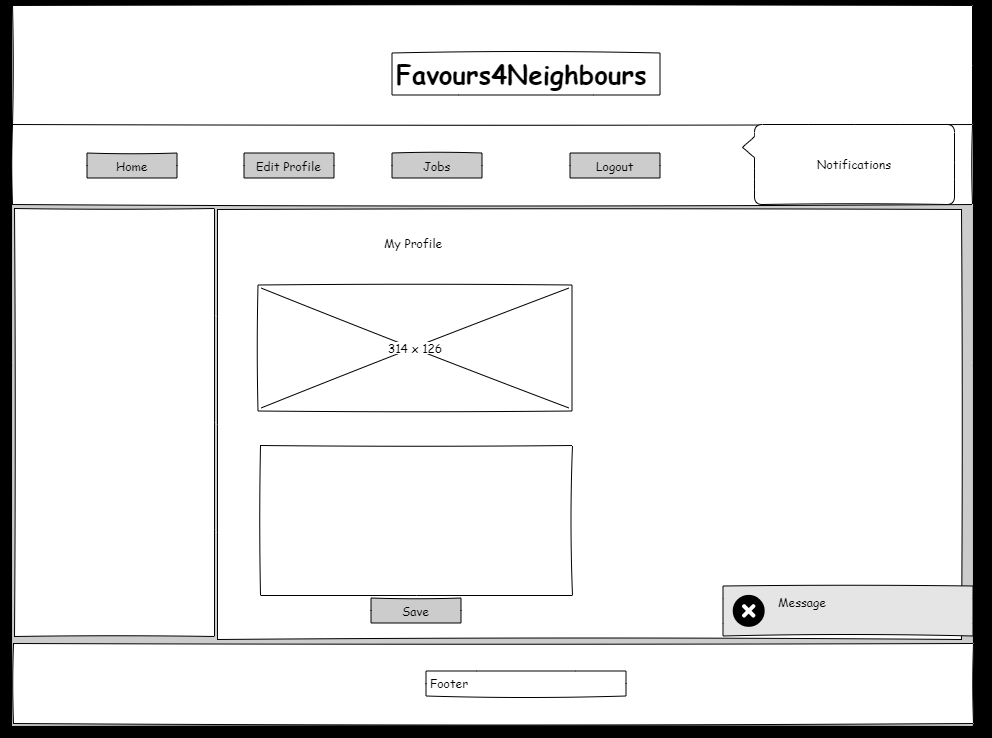 Favours4Neighbours
Home
Edit Profile
Jobs
Logout
Notifications
My Profile
314 x 126
Save
Message
Footer